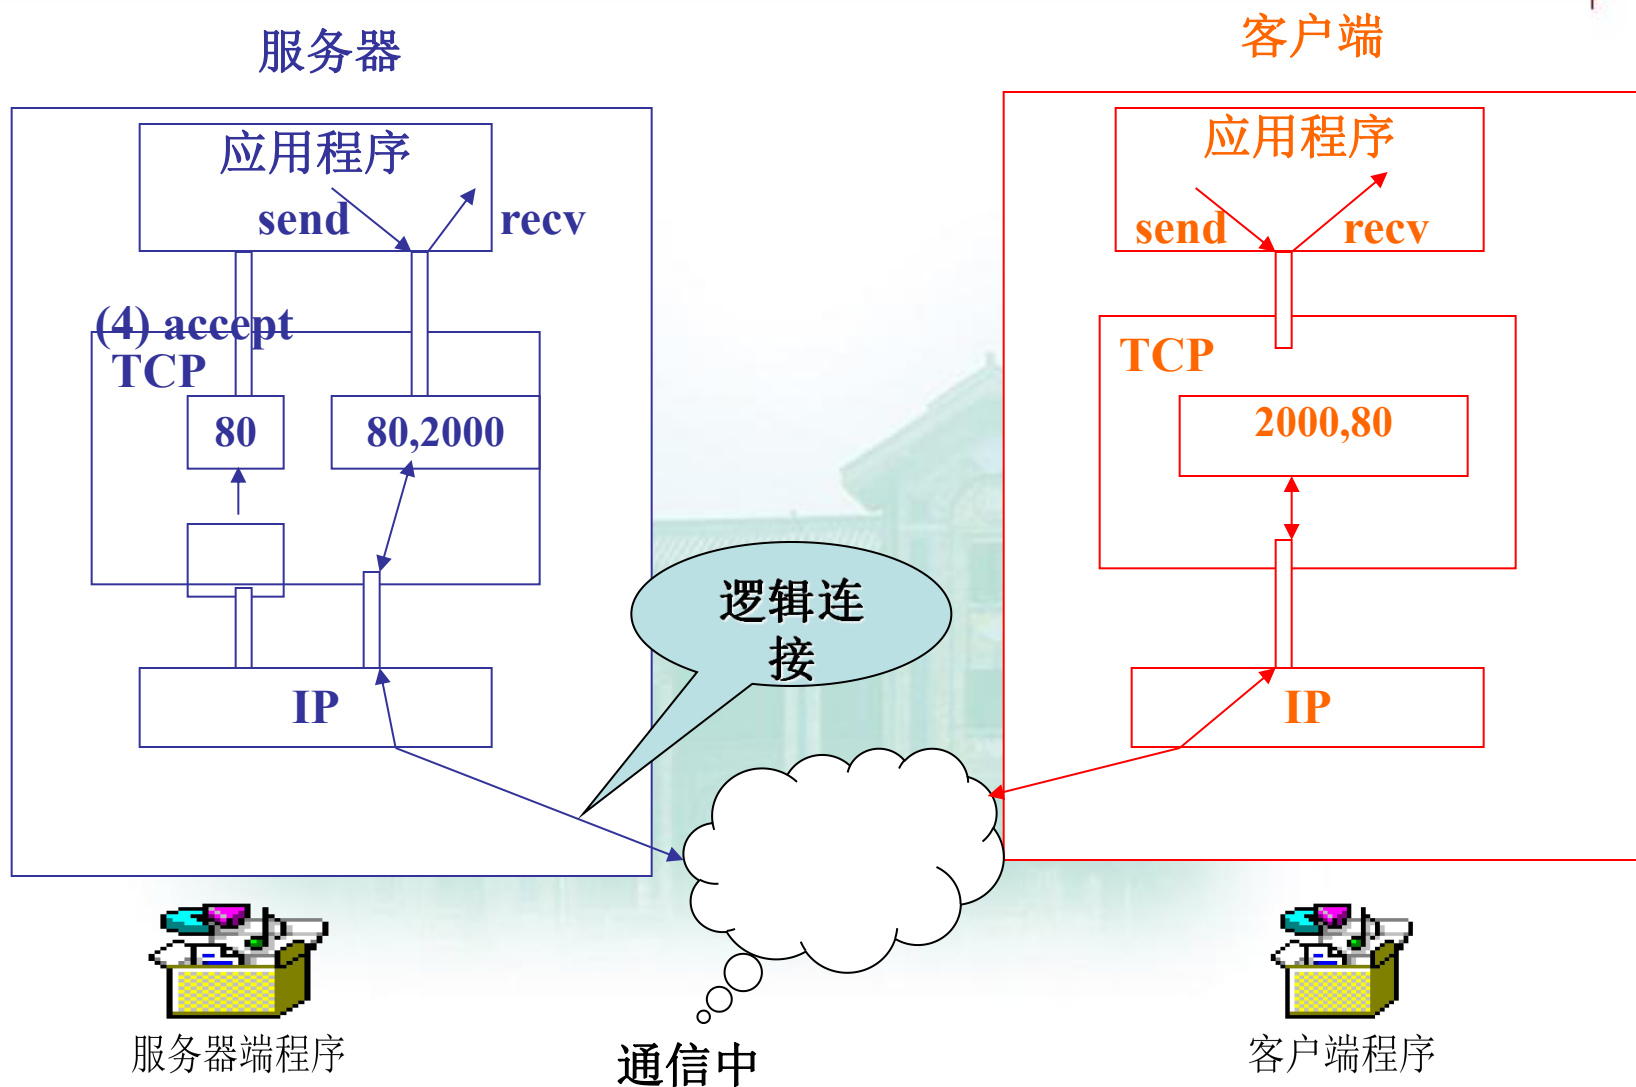 服务器
应用程序
send
recv
(4) accept
TCP
80
80,2000
IP
服务器端程序
逻辑连
接
通信中
客户端
应用程序
send
recv
TCP
2000,80
IP
客户端程序